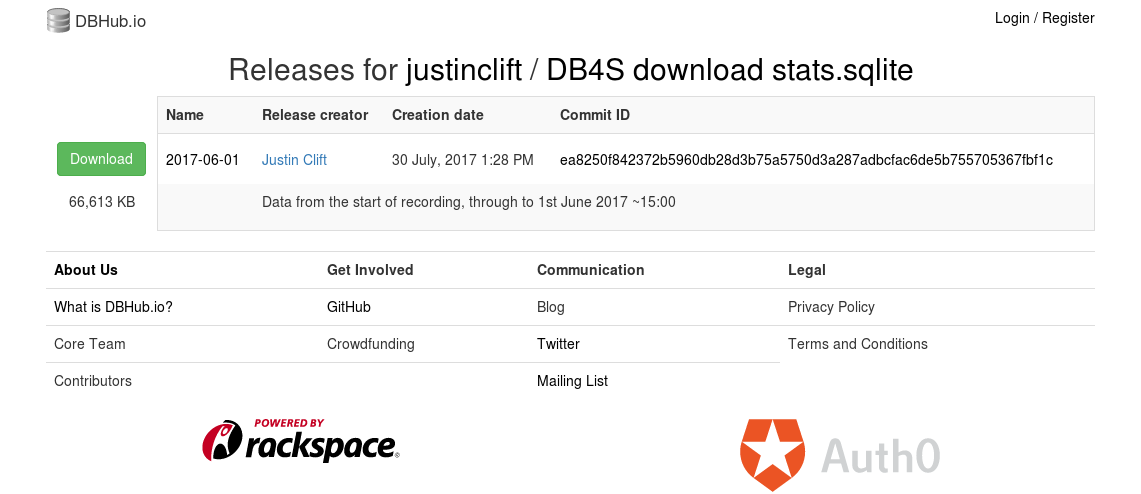 DBHub.io
Login / Register
Releases for justinclift / DB4S download stats.sqlite
Name Release creator Creation date Commit ID
Download 2017-06-01 Justin Clift 30 July, 2017 1:28 PM ea8250f842372b5960db28d3b75a5750d3a287adbcfac6de5b755705367fbf1c
66,613 KB Data from the start of recording, through to 1st June 2017 ~15:00
About Us Get Involved Communication Legal
What is DBHub.io? GitHub Blog Privacy Policy
Core Team Crowdfunding Twitter Terms and Conditions
Contributors Mailing List
POWERED BY
rackspace®
Auth0